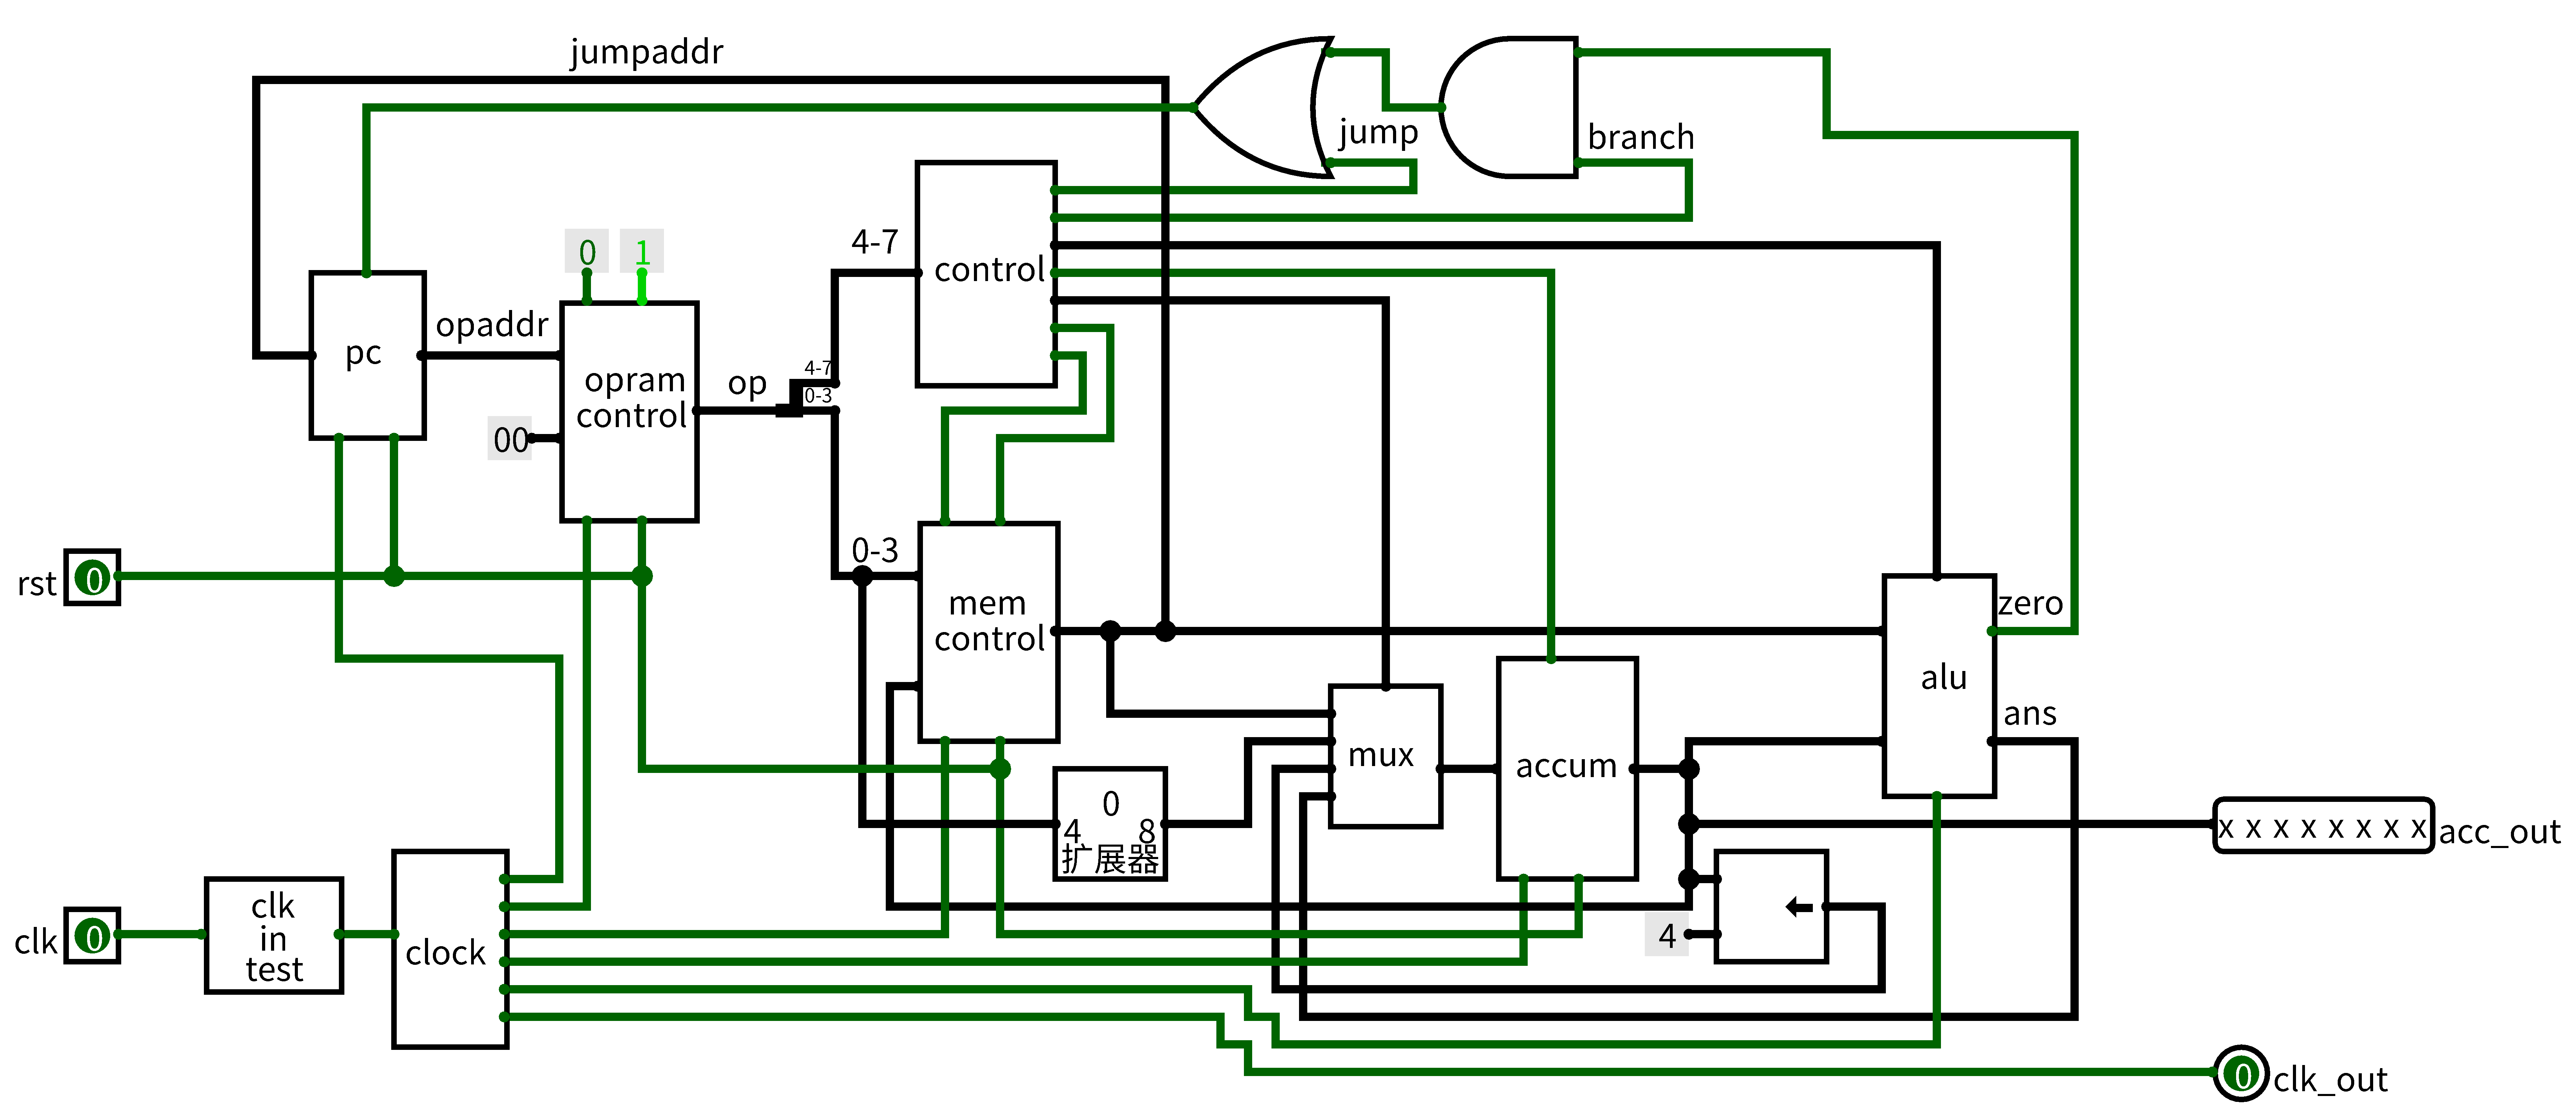 jumpaddr
jump
branch
4-7
control
0
1
opaddr
pc
opram
control
op
4-7
0-3
00
0-3
rst
0
mem
control
zero
alu
ans
mux
accum
0
4
8
扩展器
x x x x x x x x
acc_out
clk
in
test
clk
0
clock
4
0
clk_out